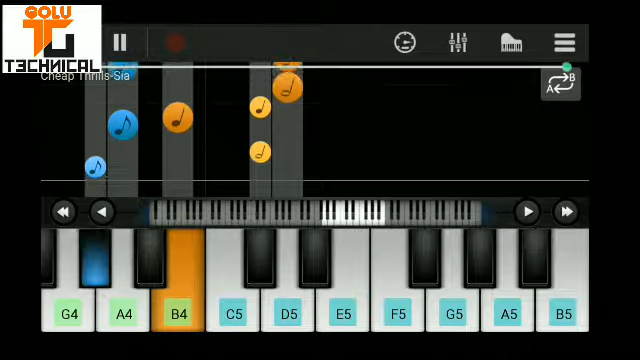 GOLU
TECHNICAL
Cheap Thrills-Sia
A B
G4 A4 B4 C5 D5 E5 F5 G5 A5 B5